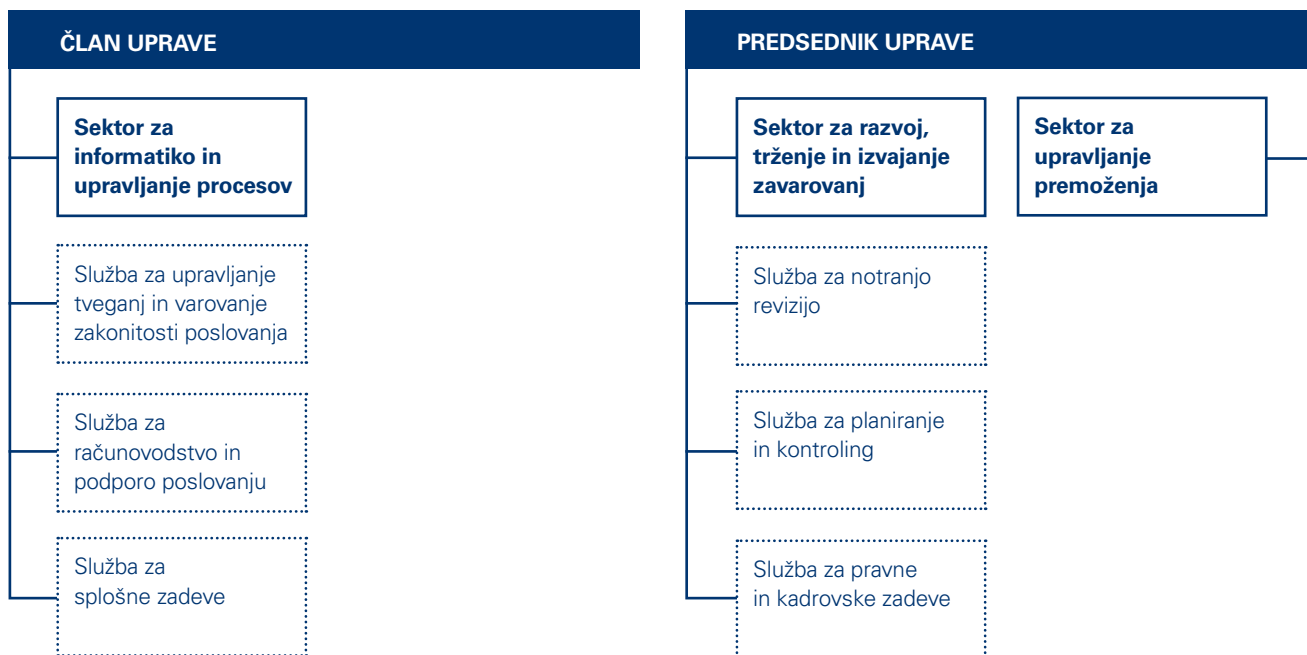 ČLAN UPRAVE
Sektor za
informatiko in
upravljanje procesov
Služba za upravljanje
tveganj in varovanje
zakonitosti poslovanja
Služba za
računovodstvo in
podporo poslovanju
Služba za
splošne zadeve
PREDSEDNIK UPRAVE
Sektor za razvoj,
trženje in izvajanje
zavarovanj
Sektor za
upravljanje
premoženja
Služba za notranjo
revizijo
Služba za planiranje
in kontroling
Služba za pravne
in kadrovske zadeve